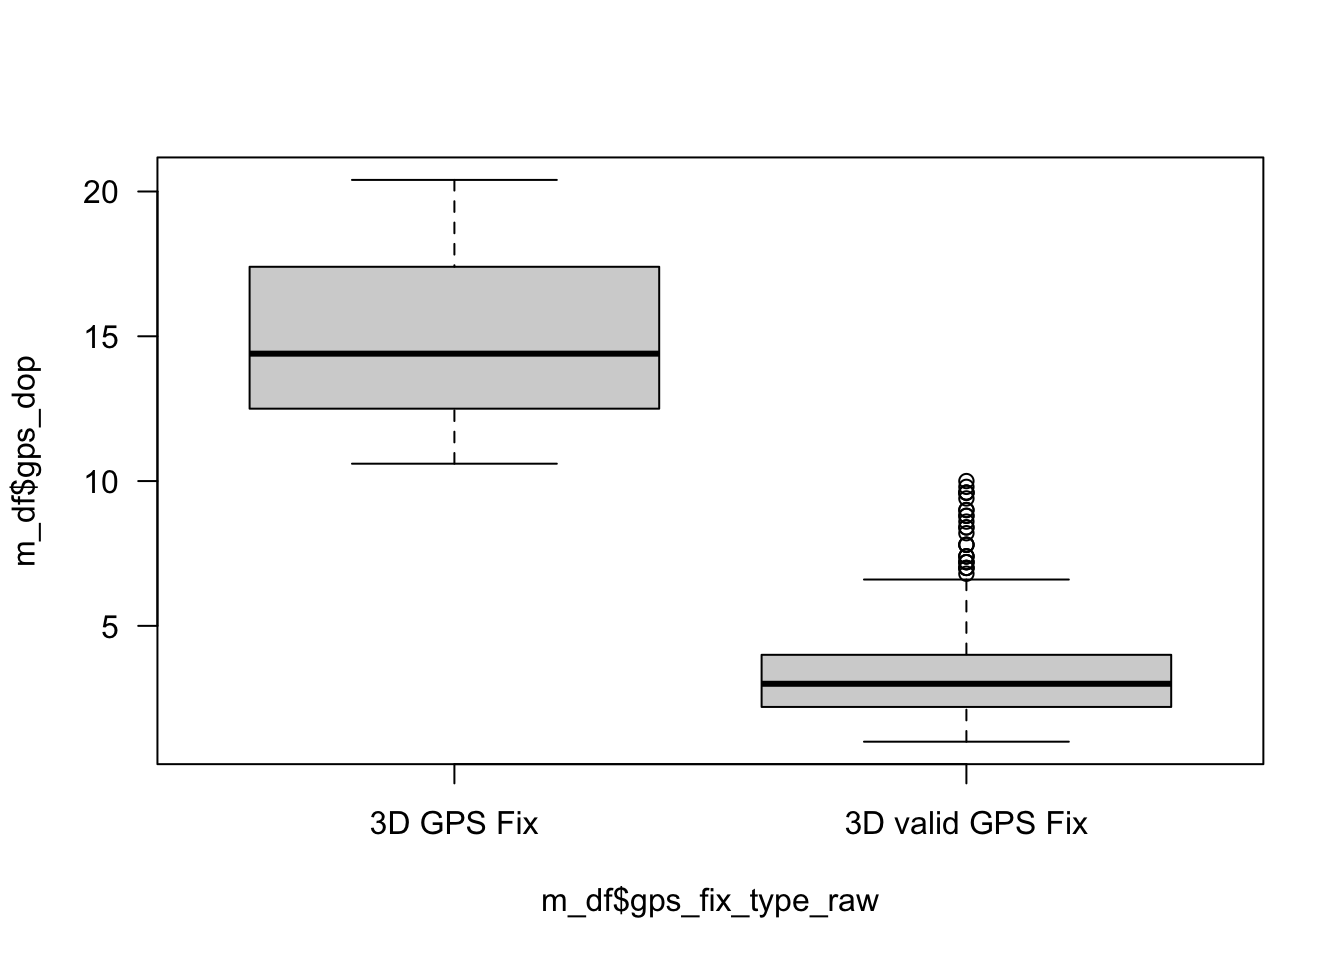 m_df$gps_dop
20
15
10
5
3D GPS Fix
3D valid GPS Fix
m_df$gps_fix_type_raw